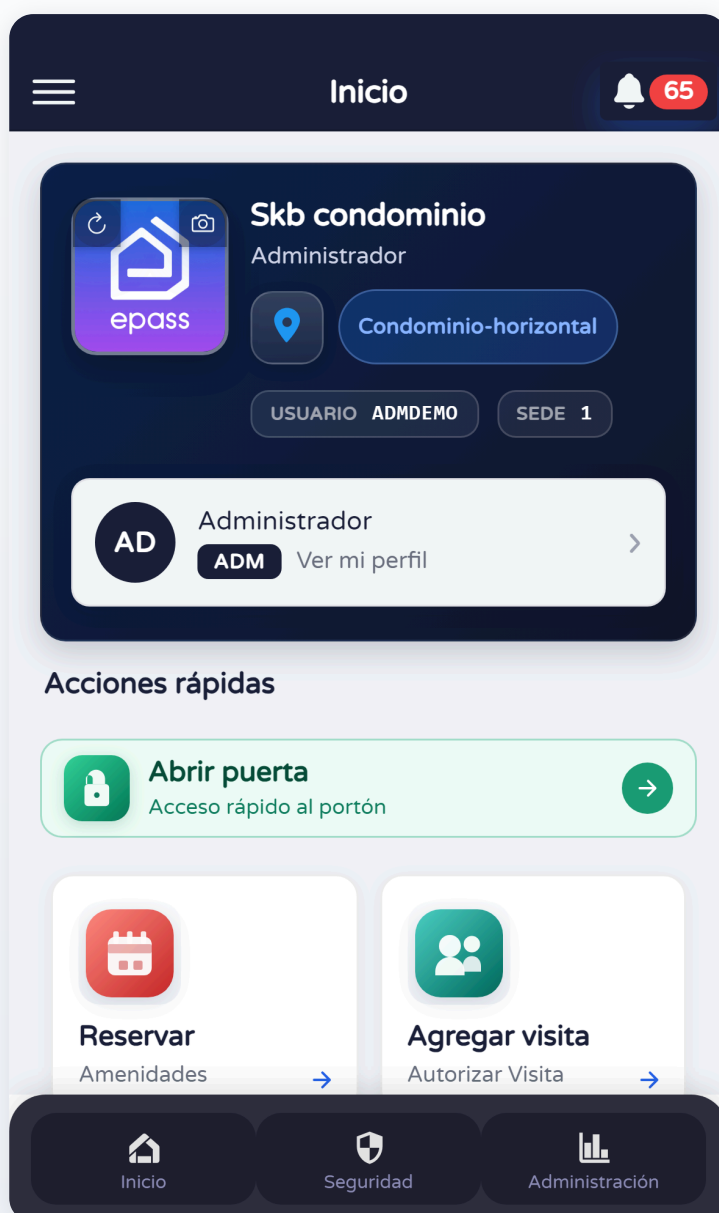 Inicio
65
epass
Skb condominio
Administrador
Condominio-horizontal
USUARIO ADMDEMO
SEDE 1
AD
Administrador
ADM Ver mi perfil
Acciones rápidas
Abrir puerta
Acceso rápido al portón
Reservar
Amenidades
Agregar visita
Autorizar Visita
Inicio
Seguridad
Administración